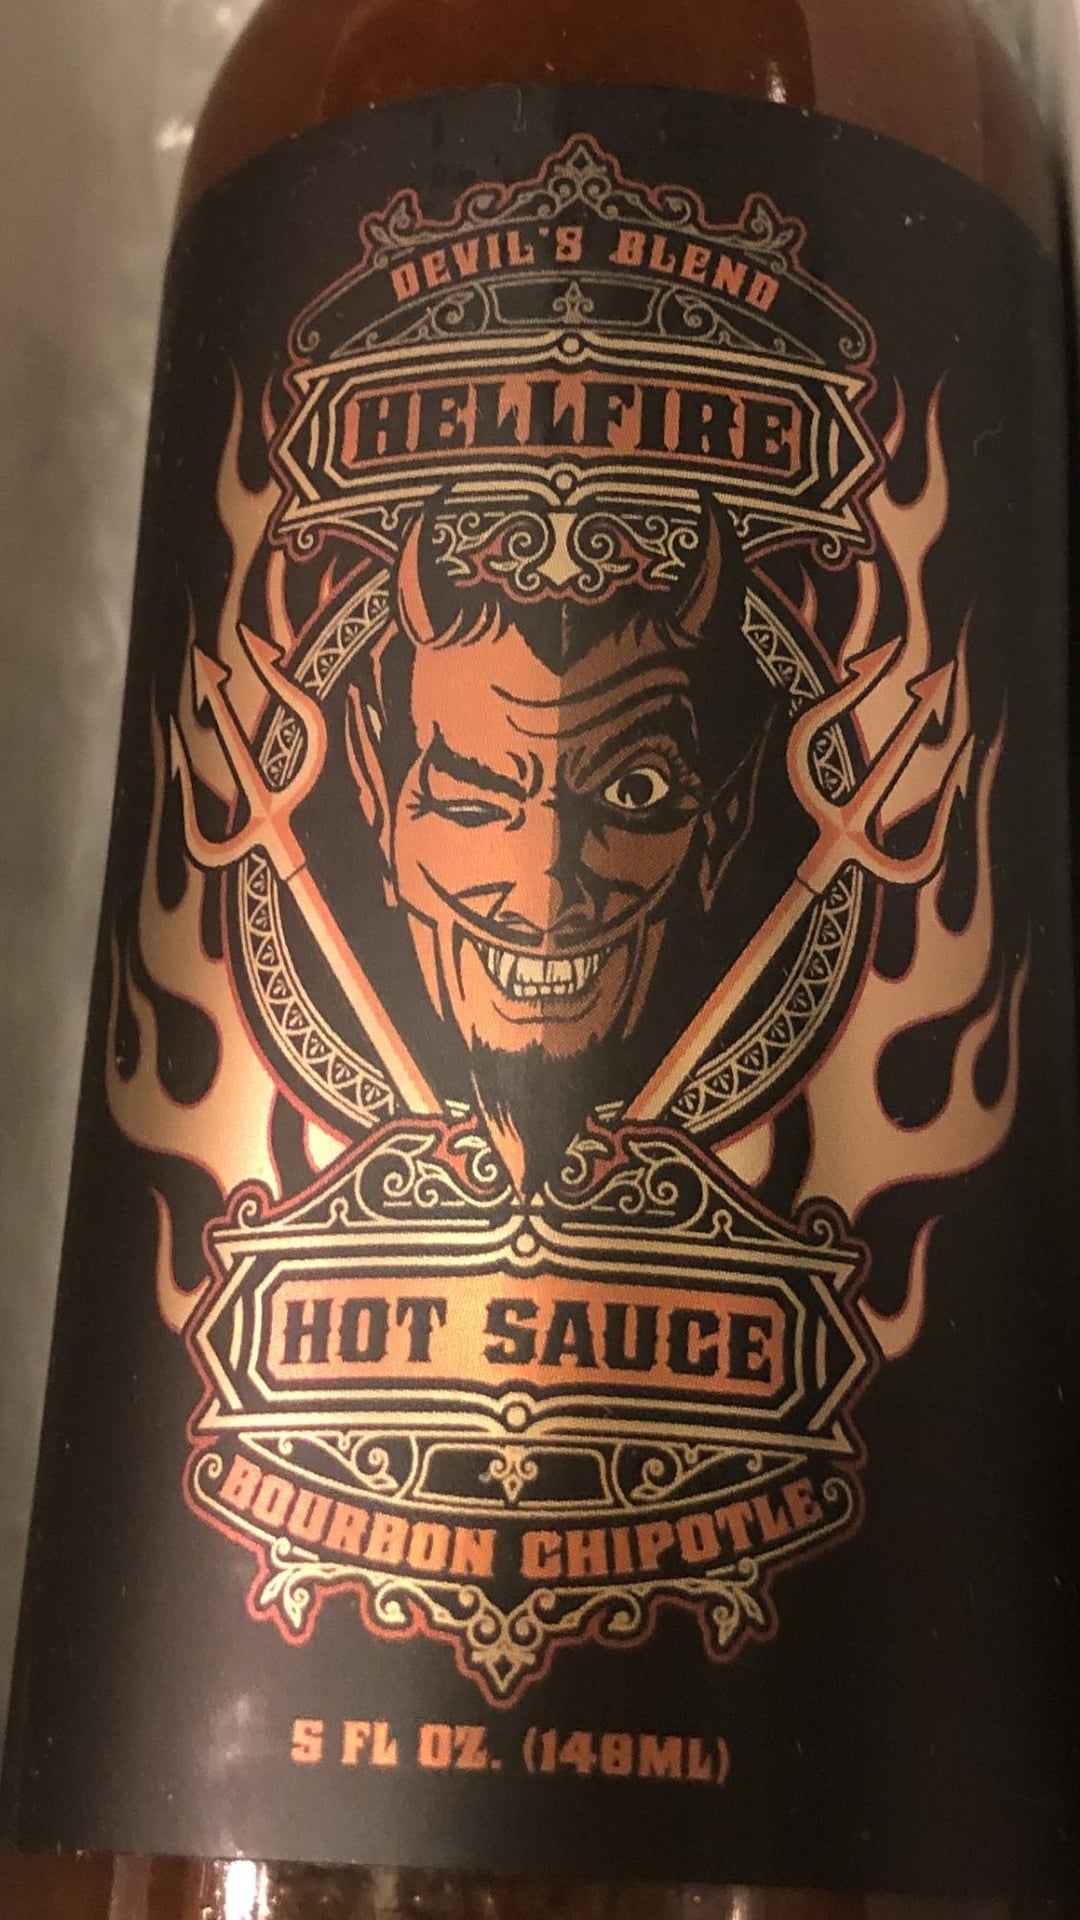 DEVIL'S BLEND
HELLFIRE
HOT SAUCE
BOURBON CHIPOTLE
5 FL OZ. (148ML)